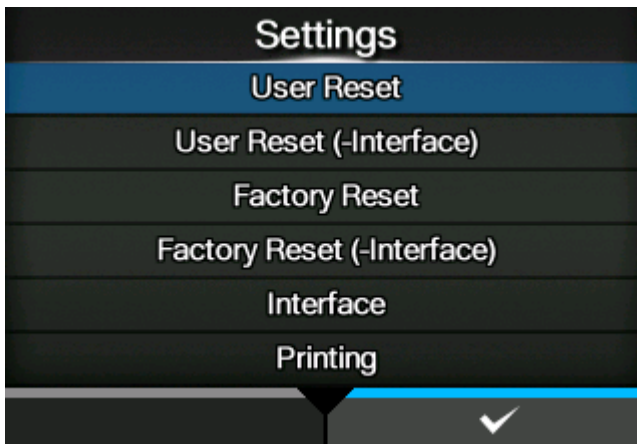 Settings
User Reset
User Reset (-Interface)
Factory Reset
Factory Reset (-Interface)
Interface
Printing